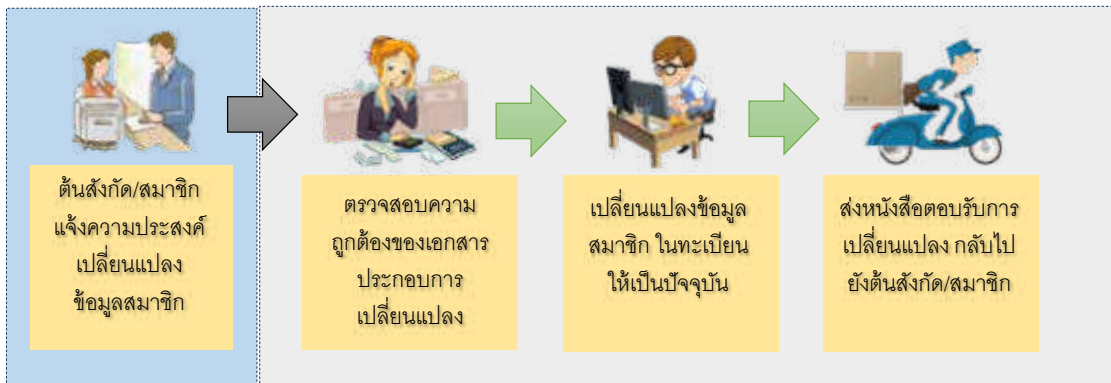 ต้นสังกัด/สมาชิก
แจ้งความประสงค์
เปลี่ยนแปลง
ข้อมูลสมาชิก
ตรวจสอบความ
ถูกต้องของเอกสาร
ประกอบการ
เปลี่ยนแปลง
เปลี่ยนแปลงข้อมูล
สมาชิก ในทะเบียน
ให้เป็นปัจจุบัน
ส่งหนังสือตอบรับการ
เปลี่ยนแปลง กลับไป
ยังต้นสังกัด/สมาชิก